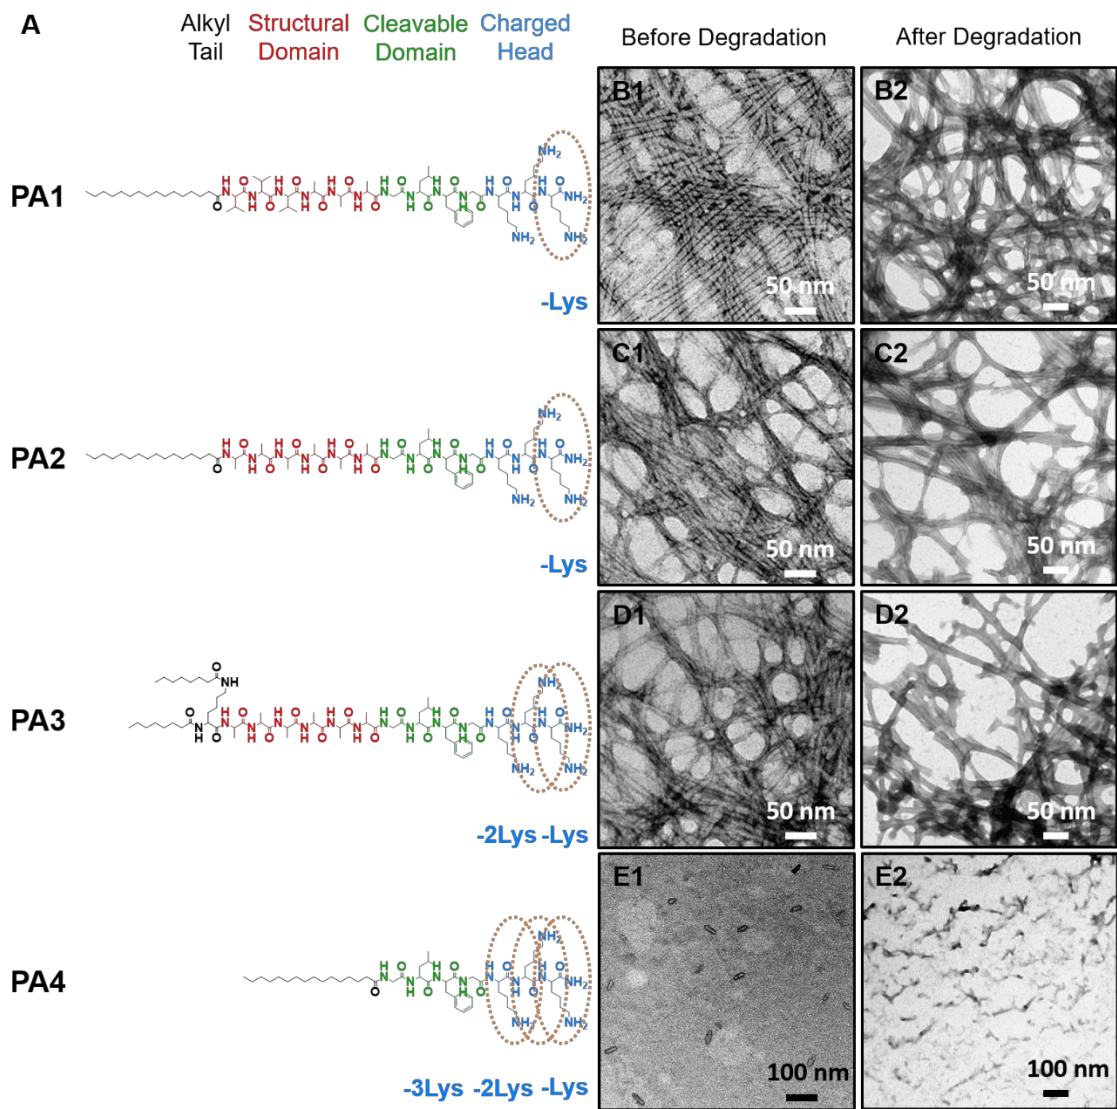 A
Alkyl Tail
Structural Domain
Cleavable Domain
Charged Head
Before Degradation
After Degradation
PA1
-Lys
B1
50 nm
B2
50 nm
PA2
-Lys
C1
50 nm
C2
50 nm
PA3
-2Lys -Lys
D1
50 nm
D2
50 nm
PA4
-3Lys -2Lys -Lys
E1
100 nm
E2
100 nm